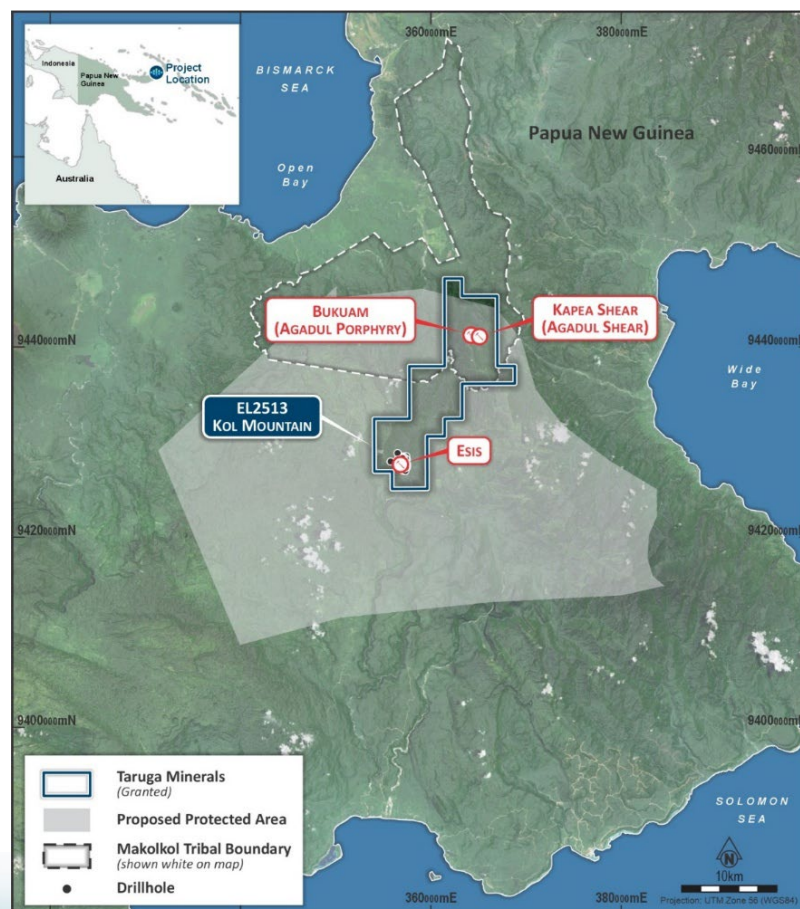 360000mE
380000mE
Indonesia
Papua New
Guinea
Project
Location
Australia
BISMARCK
SEA
Open
Bay
Papua New Guinea
9460000mN
BUKUAM
(AGADUL PORPHYRY)
KAPEA SHEAR
(AGADUL SHEAR)
9440000mN
9440000mN
Wide
Bay
EL2513
KOL MOUNTAIN
ESIS
9420000mN
9420000mN
9400000mN
9400000mN
Taruga Minerals
(Granted)
Proposed Protected Area
Makolkol Tribal Boundary
(shown white on map)
Drillhole
SOLOMON
SEA
10km
360000mE
380000mE
Projection: UTM Zone 56 (WGS84)